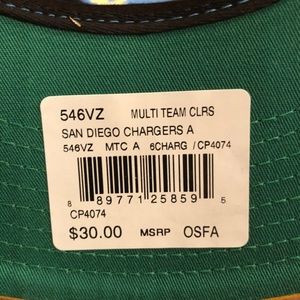 546VZ MULTI TEAM CLRS
SAN DIEGO CHARGERS A
546VZ MTC A 6CHARG / CP4074
8 89771 25859 5
CP4074
$30.00 MSRP OSFA